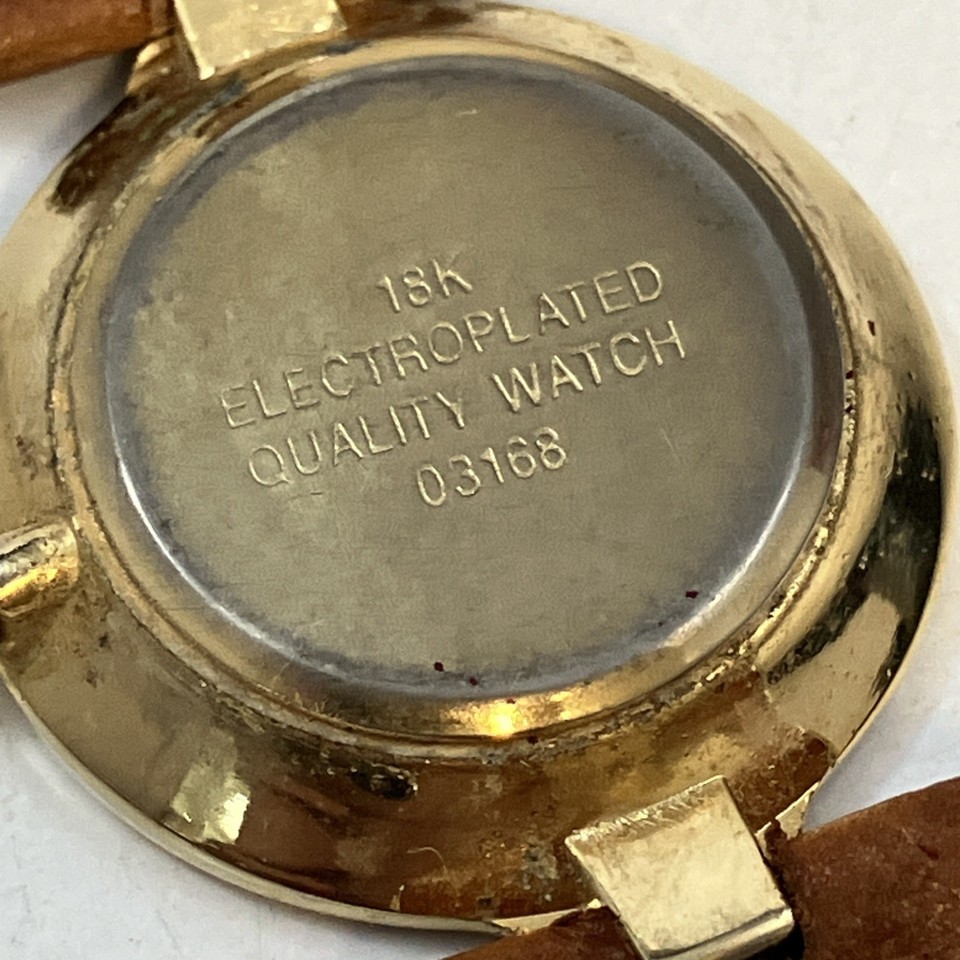 18K
ELECTROPLATED
QUALITY WATCH
03168